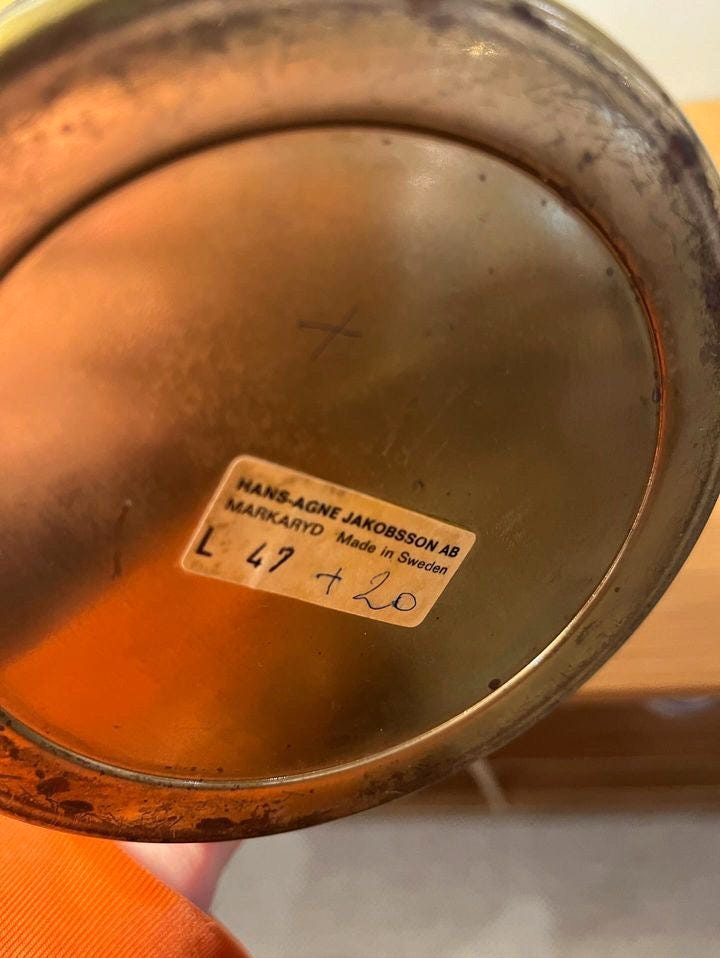 HANS-AGNE JAKOBSSON AB
MARKARYD Made in Sweden
L 47 + 20